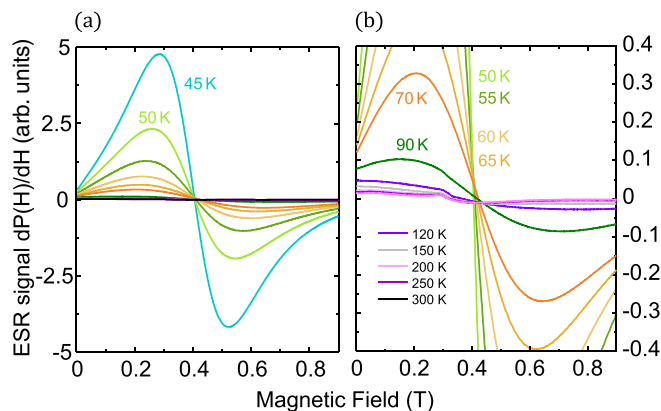 (a)
(b)
ESR signal dP(H)/dH (arb. units)
5
2.5
0
-2.5
-5
45 K
50 K
0 0.2 0.4 0.6 0.8
50 K
55 K
60 K
65 K
70 K
90 K
120 K
150 K
200 K
250 K
300 K
0.4
0.3
0.2
0.1
0
-0.1
-0.2
-0.3
-0.4
0 0.2 0.4 0.6 0.8
Magnetic Field (T)